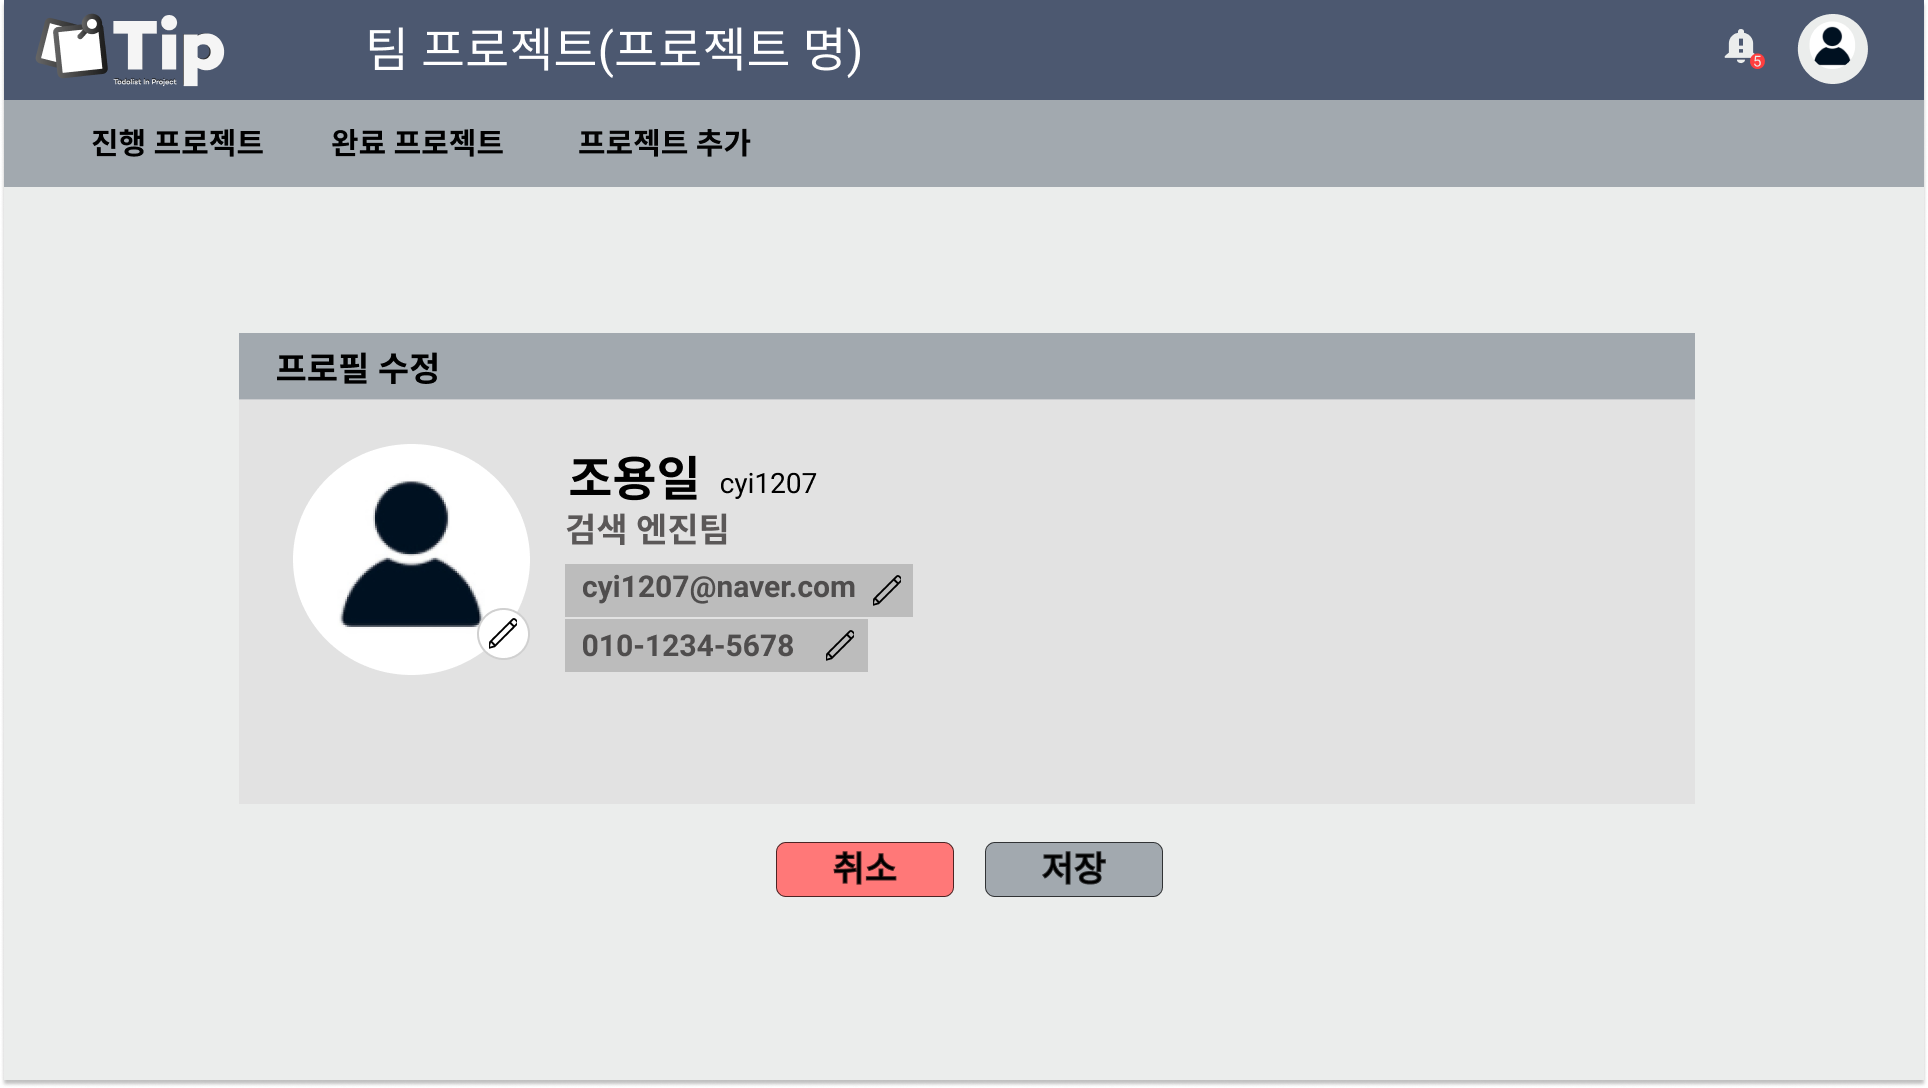 Tip
Todolist In Project
팀 프로젝트(프로젝트 명)
5
진행 프로젝트 완료 프로젝트 프로젝트 추가
프로필 수정
조용일 cyi1207
검색 엔진팀
cyi1207@naver.com
010-1234-5678
취소 저장